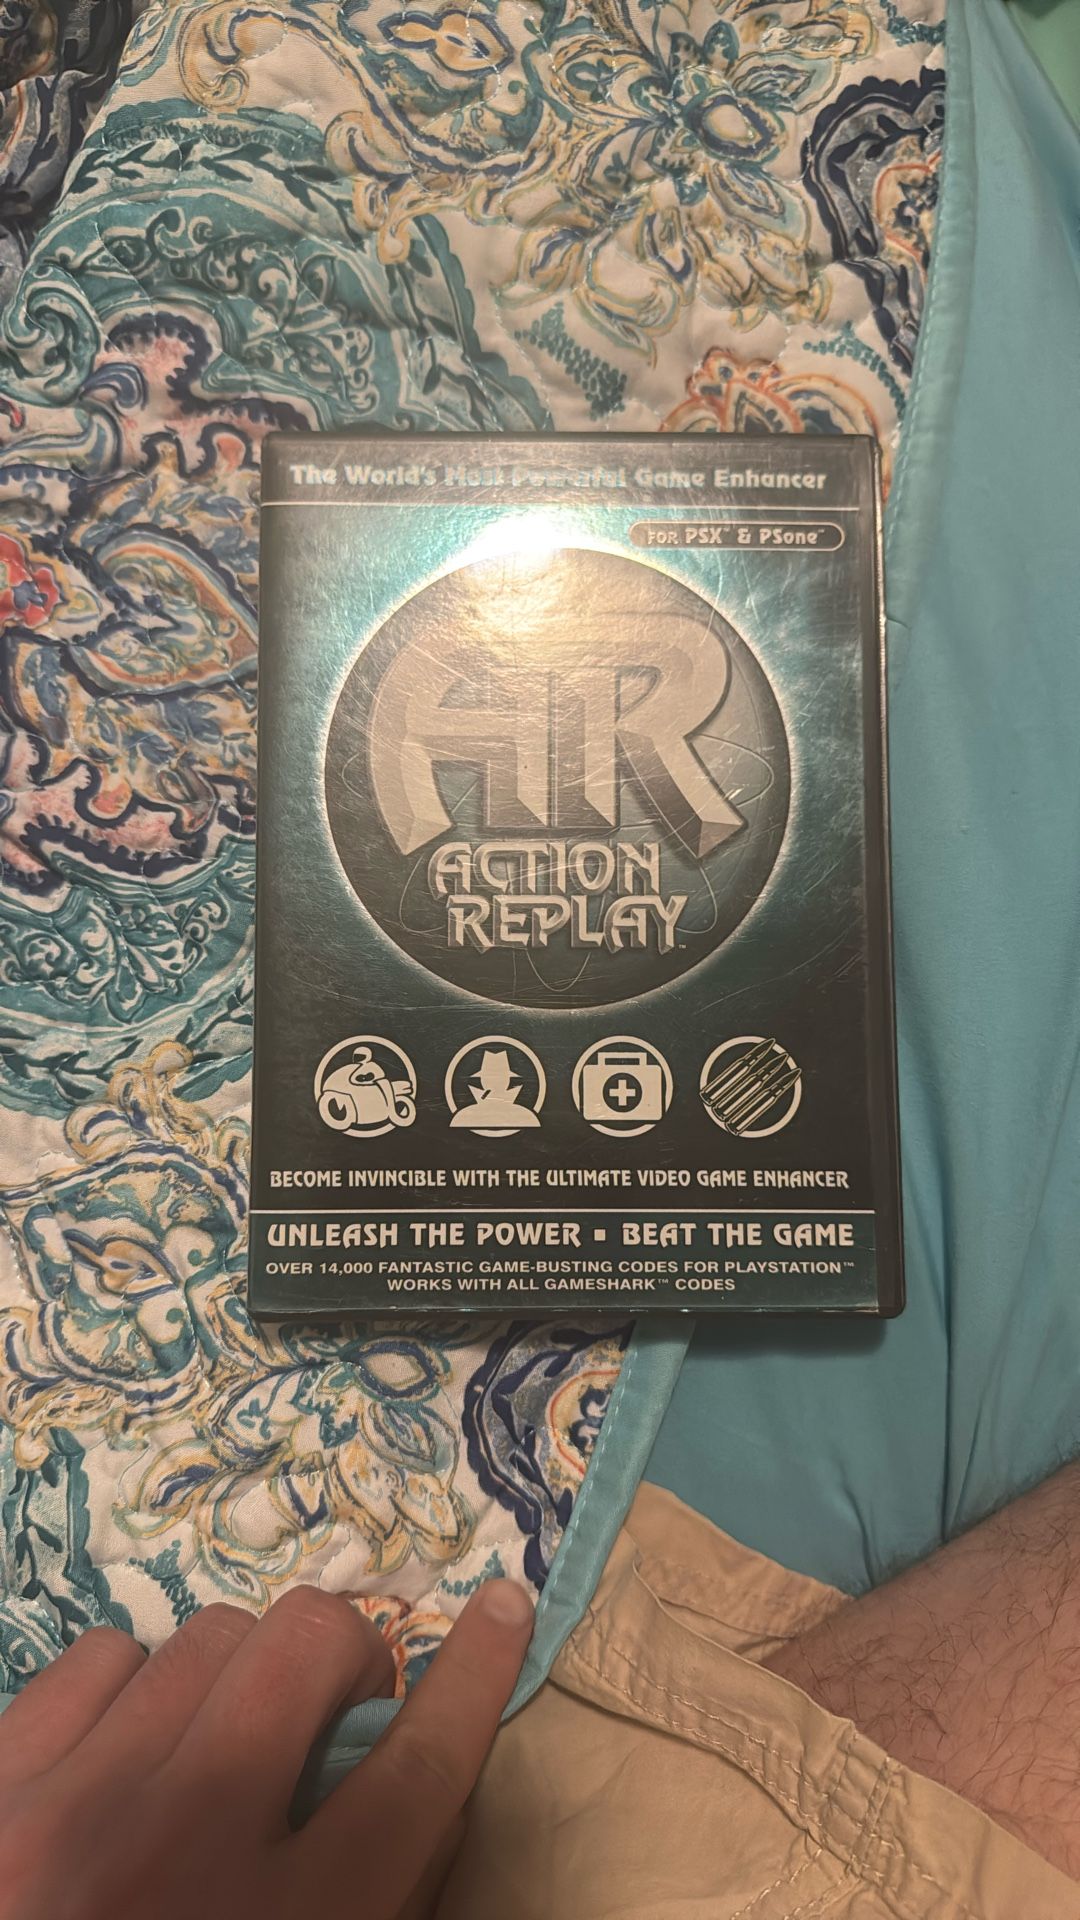 The World's Most Powerful Game Enhancer
FOR PSX™ & PSone™
AR
ACTION
REPLAY™
BECOME INVINCIBLE WITH THE ULTIMATE VIDEO GAME ENHANCER
UNLEASH THE POWER ▪ BEAT THE GAME
OVER 14,000 FANTASTIC GAME-BUSTING CODES FOR PLAYSTATION™
WORKS WITH ALL GAMESHARK™ CODES